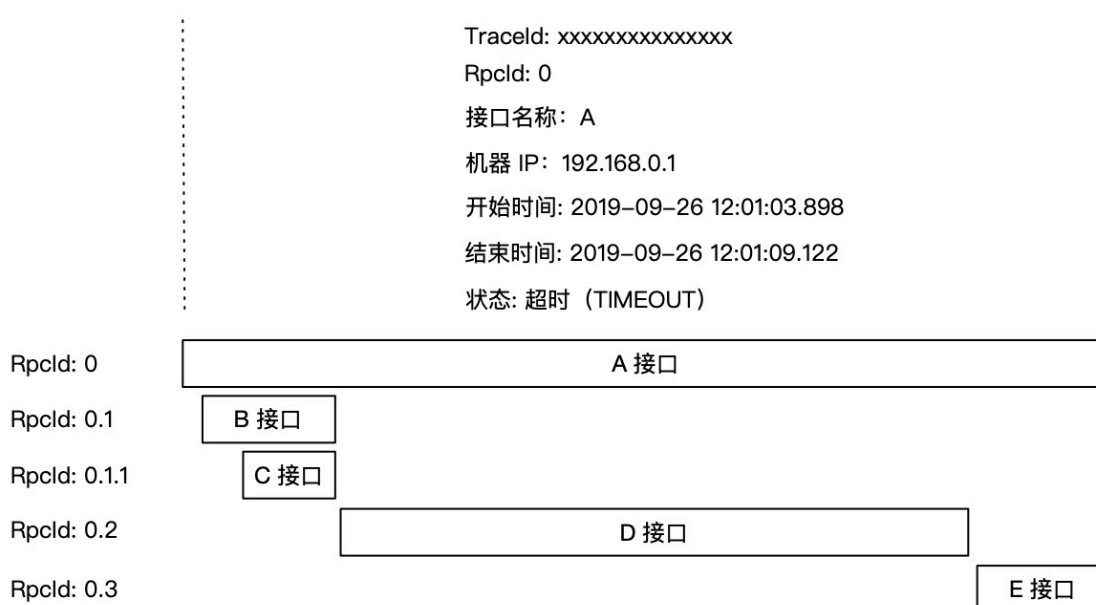 TraceId: xxxxxxxxxxxxxxx
RpcId: 0
接口名称：A
机器 IP：192.168.0.1
开始时间: 2019-09-26 12:01:03.898
结束时间: 2019-09-26 12:01:09.122
状态: 超时（TIMEOUT）
RpcId: 0 A 接口
RpcId: 0.1 B 接口
RpcId: 0.1.1 C 接口
RpcId: 0.2 D 接口
RpcId: 0.3 E 接口